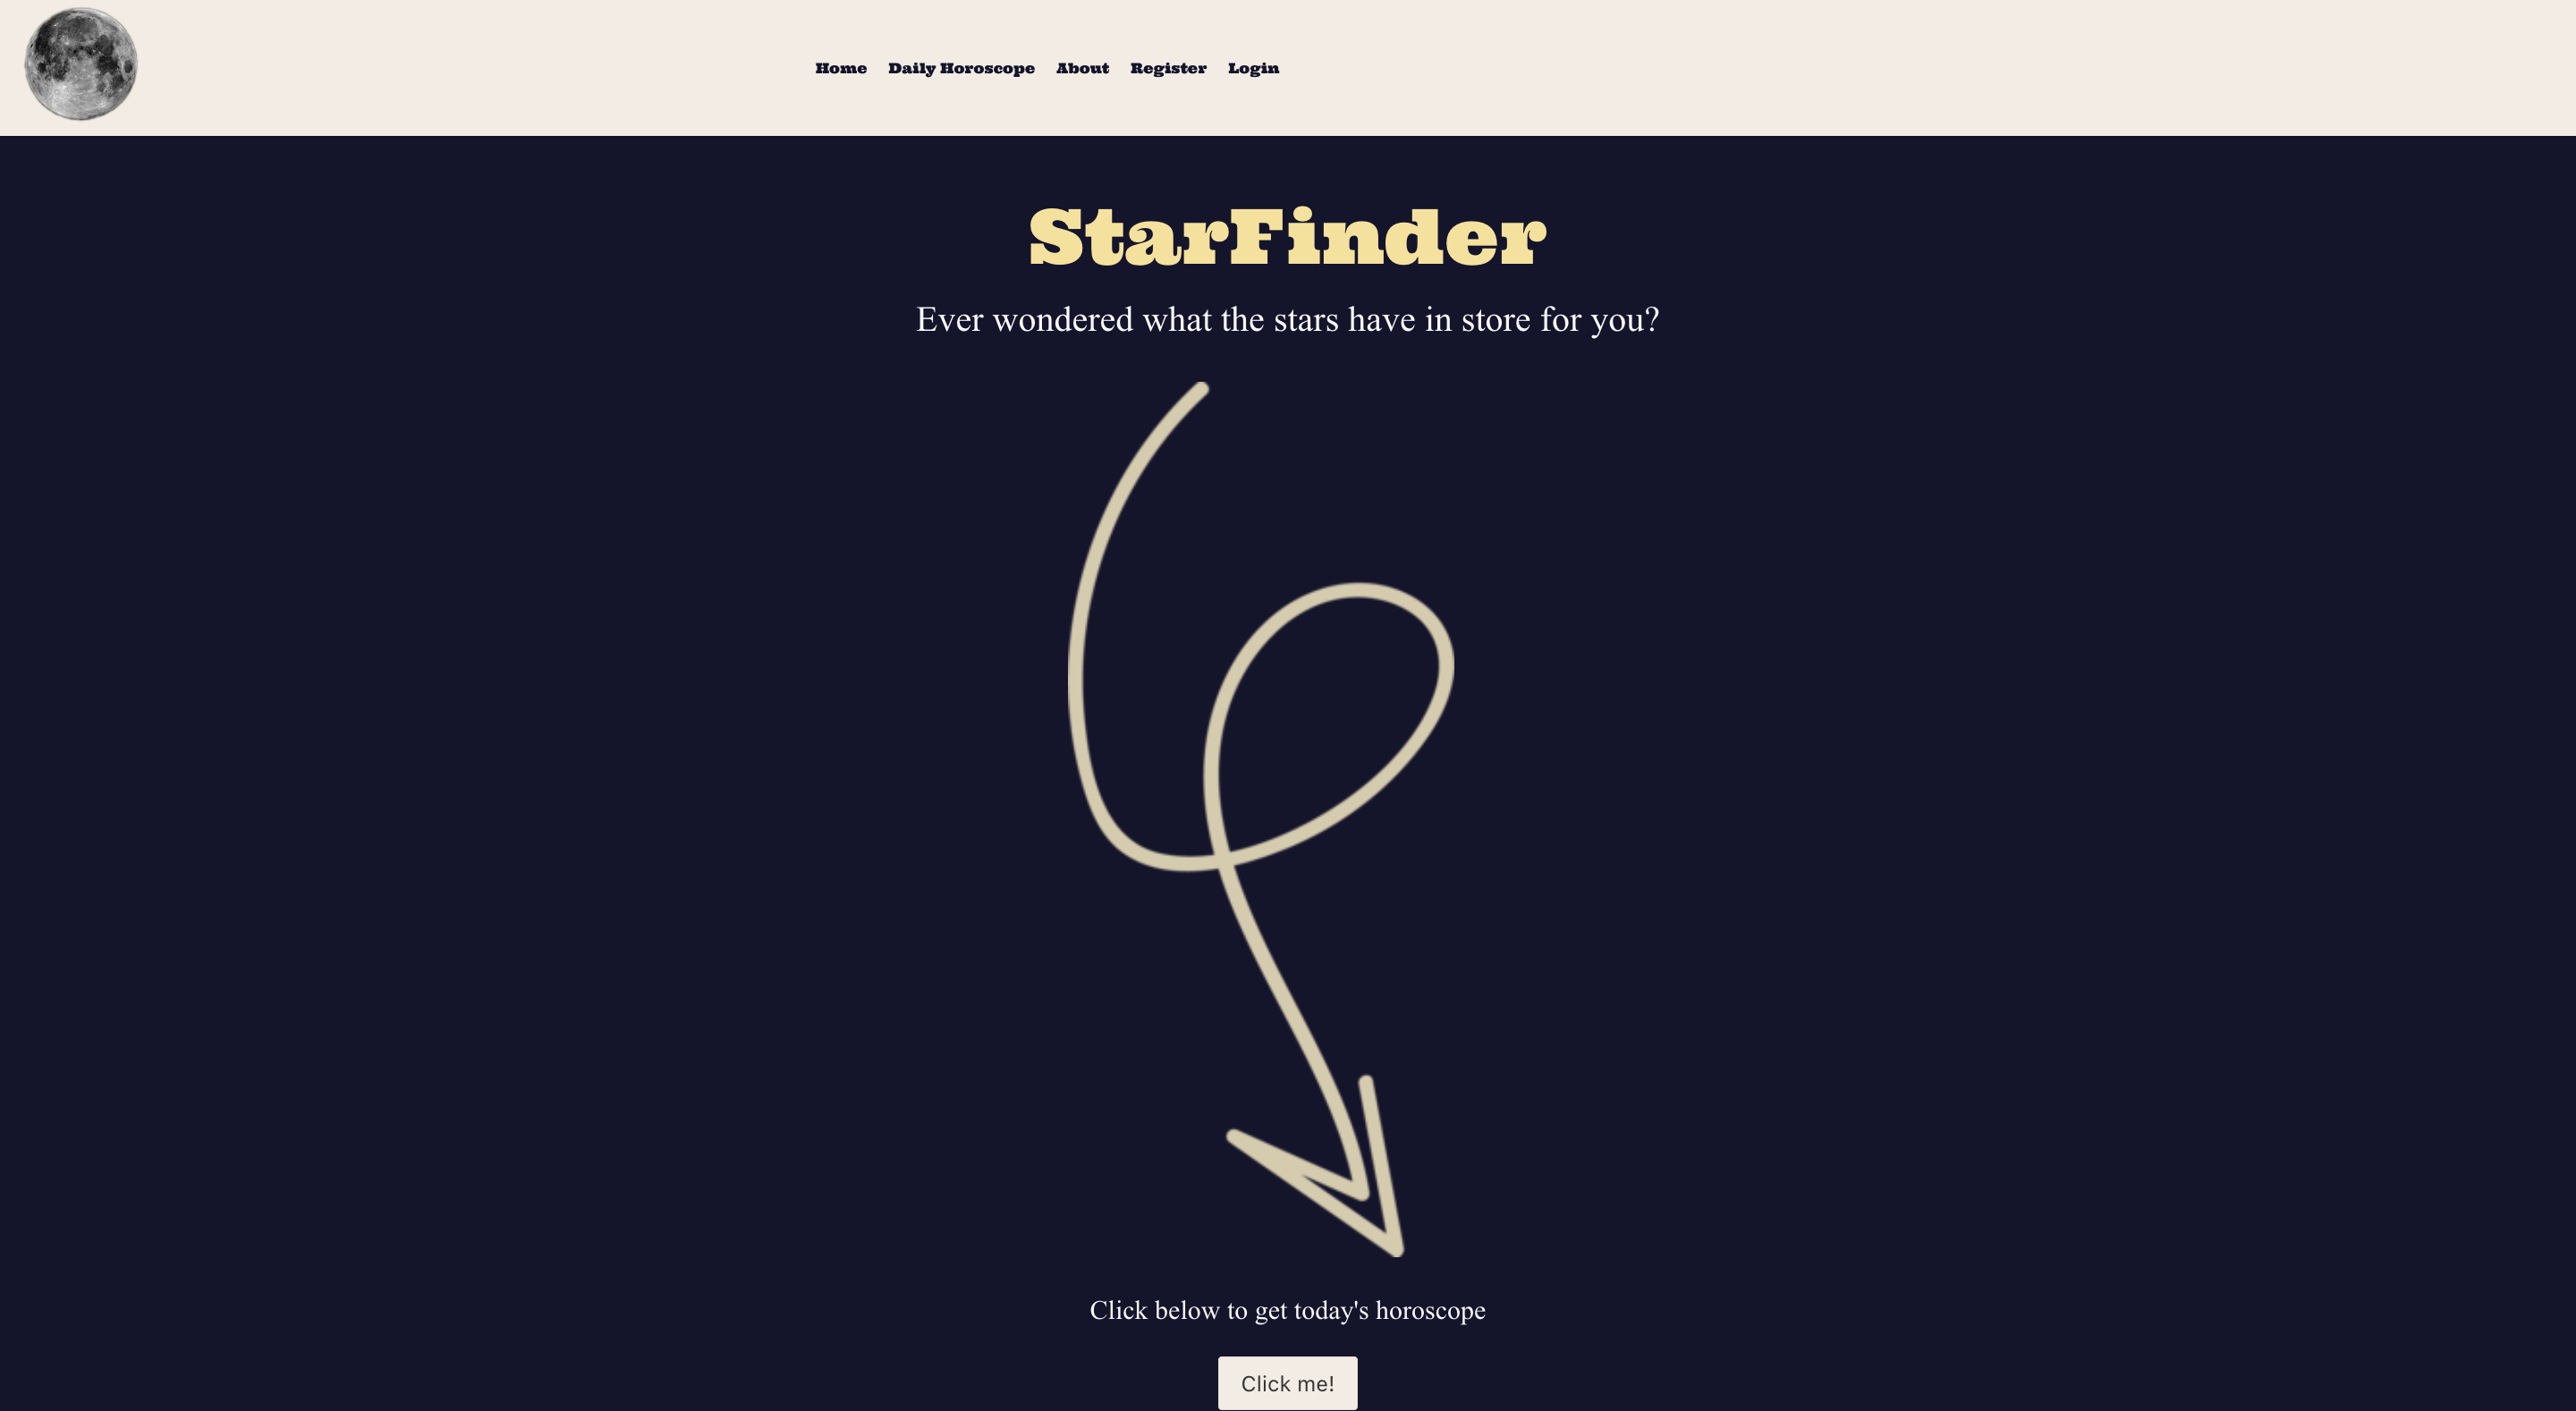 Home Daily Horoscope About Register Login
StarFinder
Ever wondered what the stars have in store for you?
Click below to get today's horoscope
Click me!